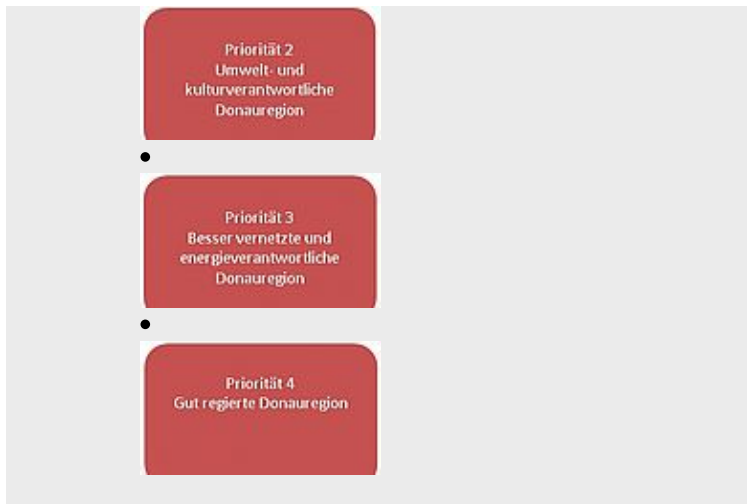 Priorität 2
Umwelt- und
kulturverantwortliche
Donauregion
Priorität 3
Besser vernetzte und
energieverantwortliche
Donauregion
Priorität 4
Gut regierte Donauregion